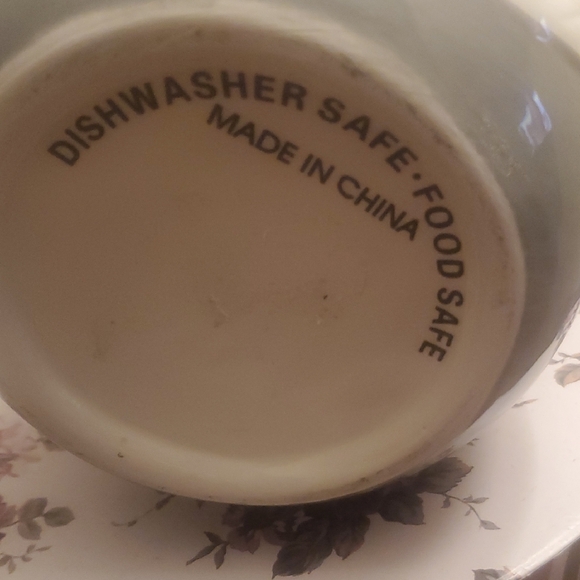 DISHWASHER SAFE · FOOD SAFE
MADE IN CHINA